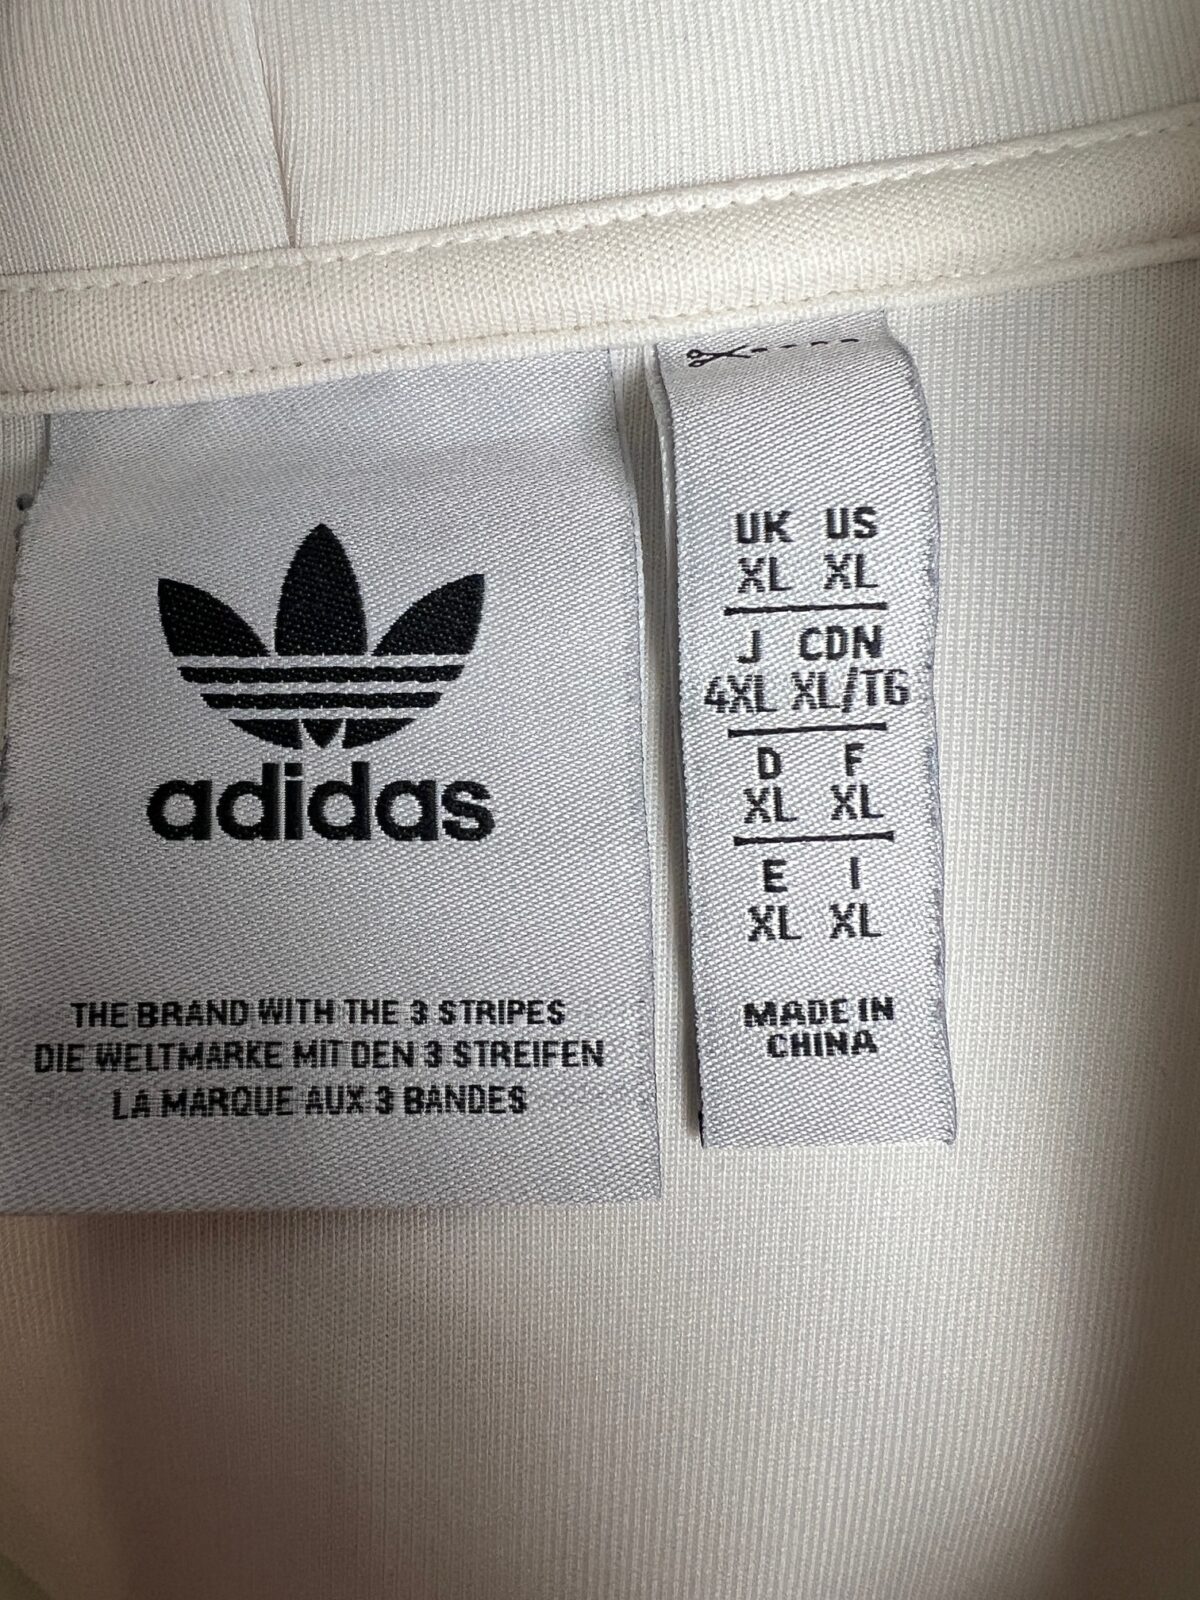 adidas
THE BRAND WITH THE 3 STRIPES
DIE WELTMARKE MIT DEN 3 STREIFEN
LA MARQUE AUX 3 BANDES
UK US
XL XL
J CDN
4XL XL/TG
D F
XL XL
E I
XL XL
MADE IN
CHINA